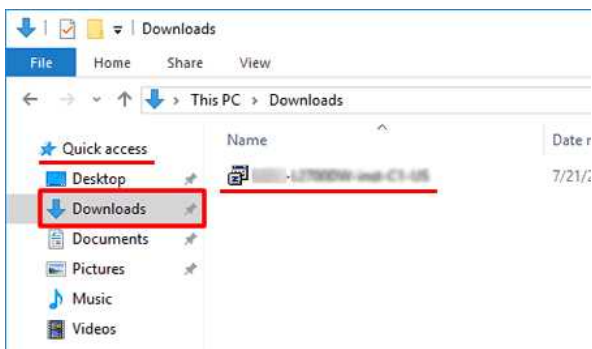 Downloads
File Home Share View
This PC > Downloads
Quick access
Name Date
Desktop
7/21/2
Downloads
Documents
Pictures
Music
Videos